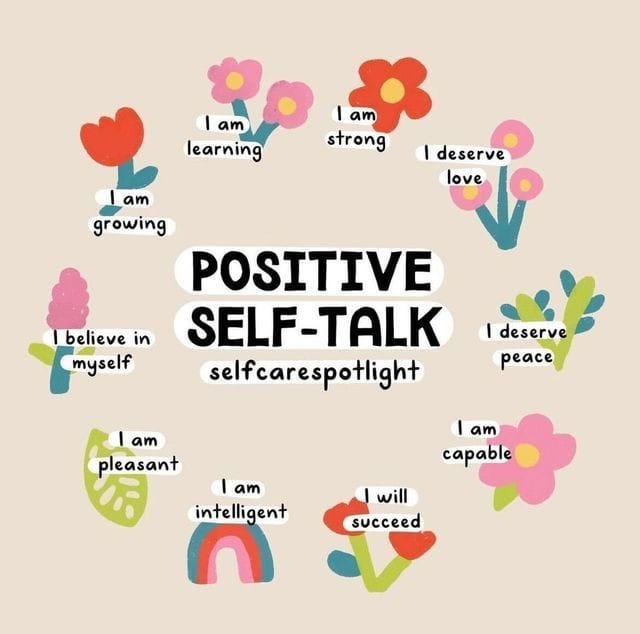 POSITIVE
SELF-TALK
selfcarespotlight
I am
learning
I am
strong
I deserve
love
I deserve
peace
I am
capable
I will
succeed
I am
intelligent
I am
pleasant
I believe in
myself
I am
growing